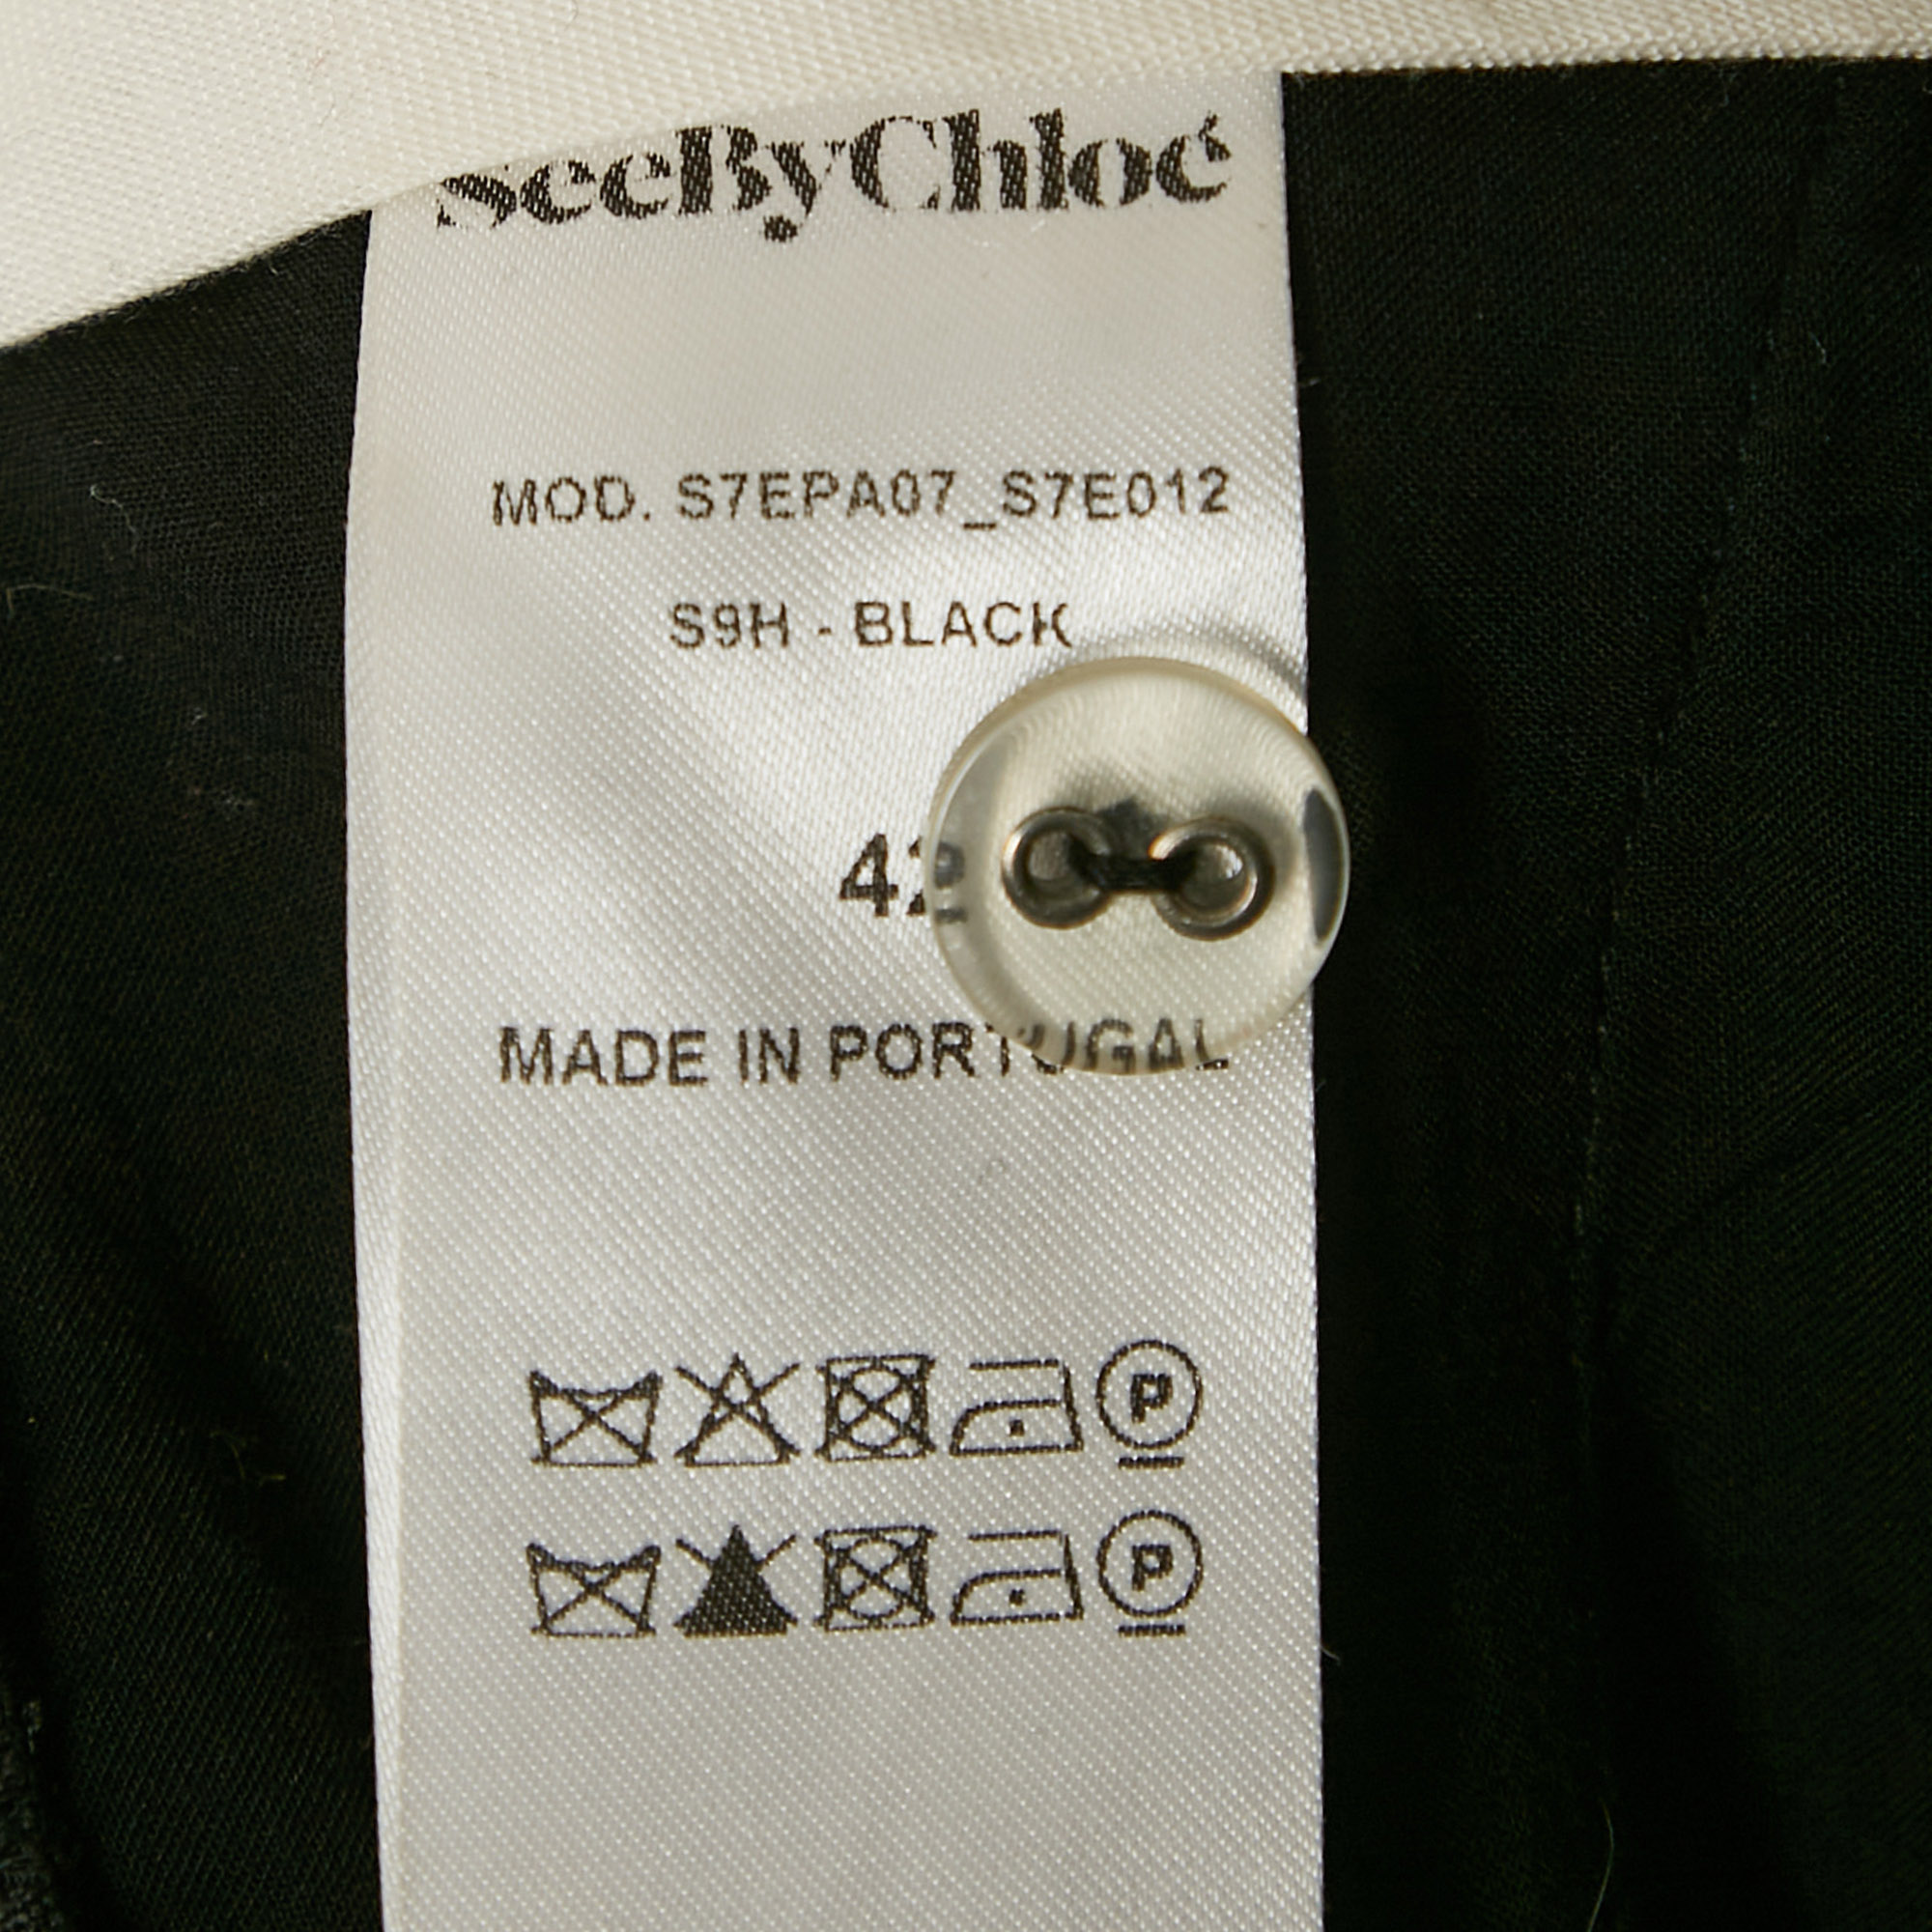 SeeByChloé
MOD. S7EPA07_S7E012
S9H - BLACK
42
MADE IN PORTUGAL
P
P